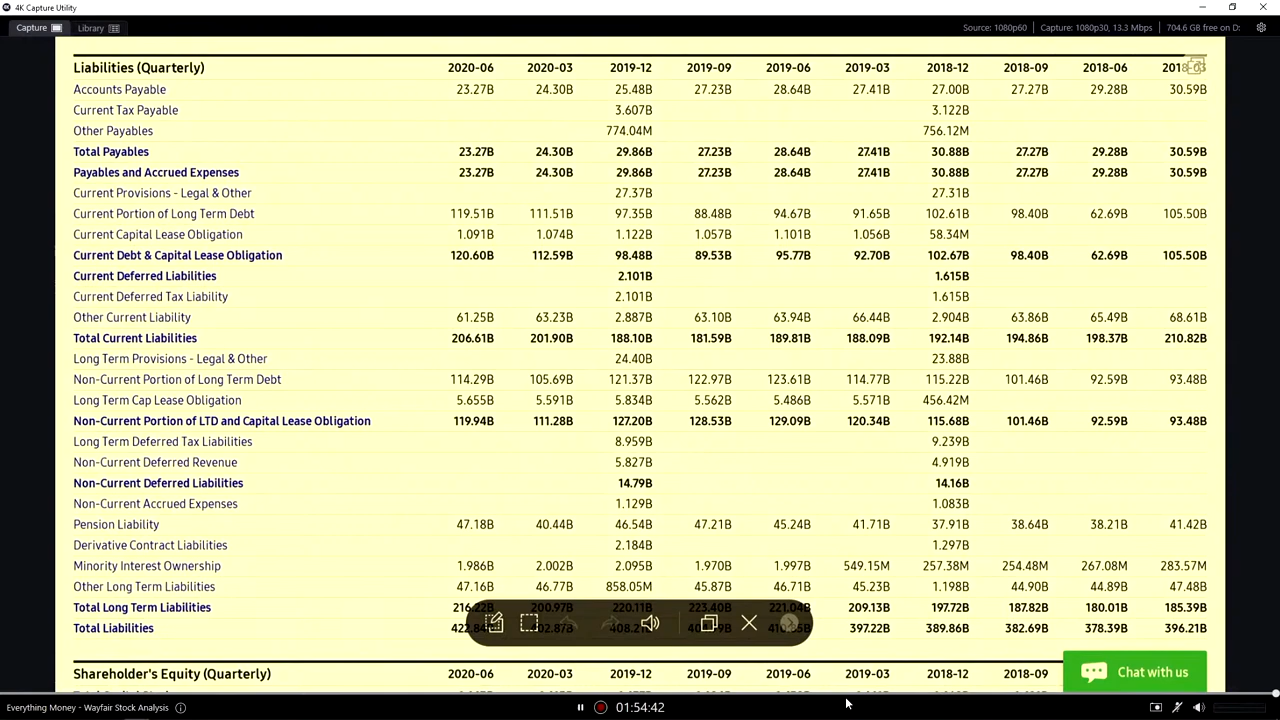 4K Capture Utility
Capture Library Source: 1080p60 Capture: 1080p30, 13.3 Mbps 704.6 GB free on D:
Liabilities (Quarterly) 2020-06 2020-03 2019-12 2019-09 2019-06 2019-03 2018-12 2018-09 2018-06 2018-03
Accounts Payable 23.27B 24.30B 25.48B 27.23B 28.64B 27.41B 27.00B 27.27B 29.28B 30.59B
Current Tax Payable 3.607B 3.122B
Other Payables 774.04M 756.12M
Total Payables 23.27B 24.30B 29.86B 27.23B 28.64B 27.41B 30.88B 27.27B 29.28B 30.59B
Payables and Accrued Expenses 23.27B 24.30B 29.86B 27.23B 28.64B 27.41B 30.88B 27.27B 29.28B 30.59B
Current Provisions - Legal & Other 27.37B 27.31B
Current Portion of Long Term Debt 119.51B 111.51B 97.35B 88.48B 94.67B 91.65B 102.61B 98.40B 62.69B 105.50B
Current Capital Lease Obligation 1.091B 1.074B 1.122B 1.057B 1.101B 1.056B 58.34M
Current Debt & Capital Lease Obligation 120.60B 112.59B 98.48B 89.53B 95.77B 92.70B 102.67B 98.40B 62.69B 105.50B
Current Deferred Liabilities 2.101B 1.615B
Current Deferred Tax Liability 2.101B 1.615B
Other Current Liability 61.25B 63.23B 2.887B 63.10B 63.94B 66.44B 2.904B 63.86B 65.49B 68.61B
Total Current Liabilities 206.61B 201.90B 188.10B 181.59B 189.81B 188.09B 192.14B 194.86B 198.37B 210.82B
Long Term Provisions - Legal & Other 24.40B 23.88B
Non-Current Portion of Long Term Debt 114.29B 105.69B 121.37B 122.97B 123.61B 114.77B 115.22B 101.46B 92.59B 93.48B
Long Term Cap Lease Obligation 5.655B 5.591B 5.834B 5.562B 5.486B 5.571B 456.42M
Non-Current Portion of LTD and Capital Lease Obligation 119.94B 111.28B 127.20B 128.53B 129.09B 120.34B 115.68B 101.46B 92.59B 93.48B
Long Term Deferred Tax Liabilities 8.959B 9.239B
Non-Current Deferred Revenue 5.827B 4.919B
Non-Current Deferred Liabilities 14.79B 14.16B
Non-Current Accrued Expenses 1.129B 1.083B
Pension Liability 47.18B 40.44B 46.54B 47.21B 45.24B 41.71B 37.91B 38.64B 38.21B 41.42B
Derivative Contract Liabilities 2.184B 1.297B
Minority Interest Ownership 1.986B 2.002B 2.095B 1.970B 1.997B 549.15M 257.38M 254.48M 267.08M 283.57M
Other Long Term Liabilities 47.16B 46.77B 858.05M 45.87B 46.71B 45.23B 1.198B 44.90B 44.89B 47.48B
Total Long Term Liabilities 216.22B 200.97B 220.11B 223.40B 221.04B 209.13B 197.72B 187.82B 180.01B 185.39B
Total Liabilities 397.22B 389.86B 382.69B 378.39B 396.21B
Shareholder's Equity (Quarterly) 2020-06 2020-03 2019-12 2019-09 2019-06 2019-03 2018-12 2018-09
Chat with us
Everything Money - Wayfair Stock Analysis 01:54:42